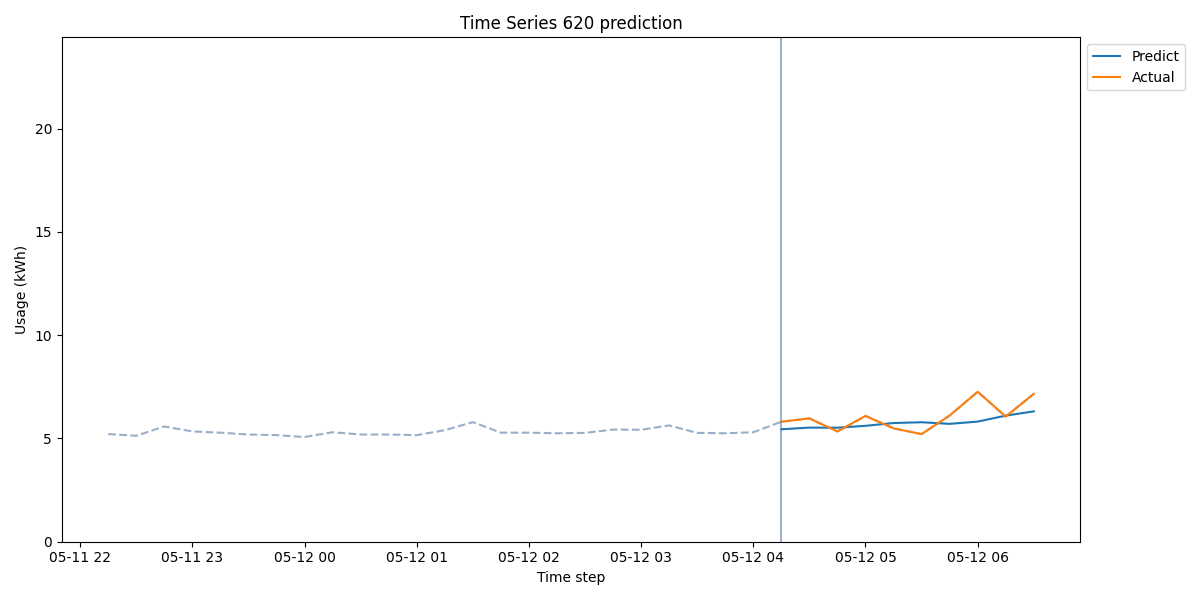 Time Series 620 prediction
Predict
Actual
20
15
10
5
0
Usage (kWh)
05-11 22
05-11 23
05-12 00
05-12 01
05-12 02
05-12 03
05-12 04
05-12 05
05-12 06
Time step